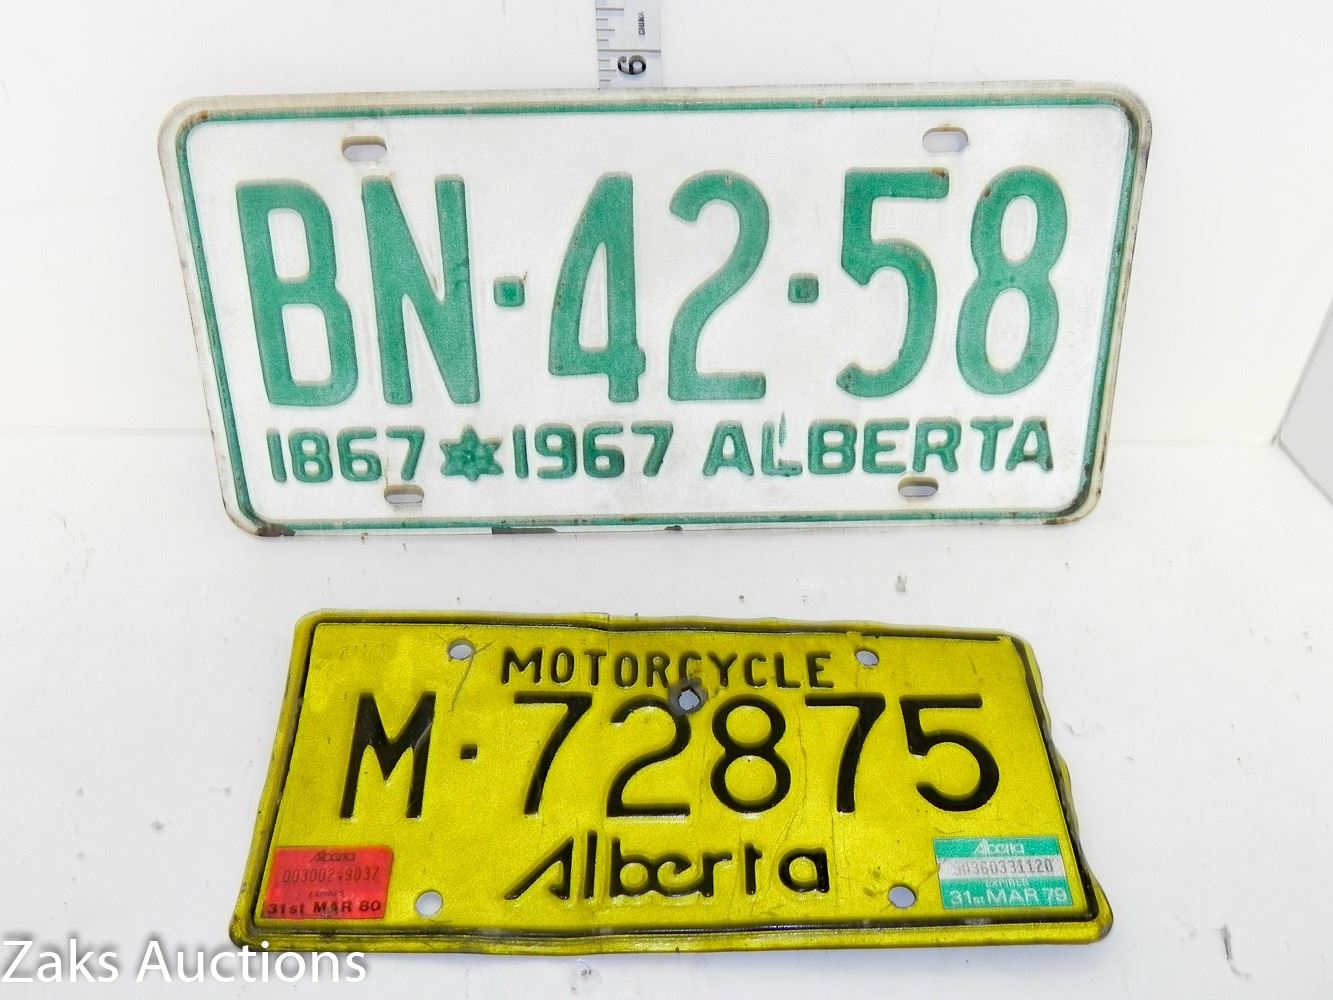 6
BN-42-58
1867 1967 ALBERTA
MOTORCYCLE
M-72875
Alberta
Alberta
00300249037
EXPIRES
31st MAR 80
Alberta
EXPIRES
31st MAR 79
Zaks Auctions